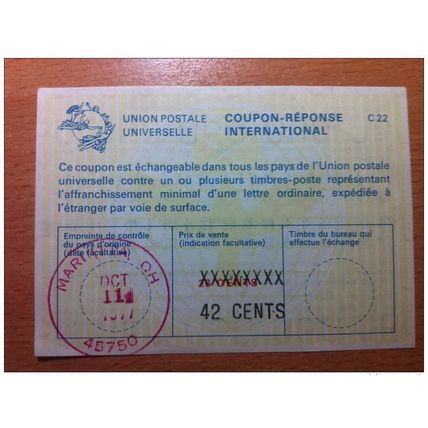 UNION POSTALE
UNIVERSELLE
COUPON-RÉPONSE
INTERNATIONAL
C 22
Ce coupon est échangeable dans tous les pays de l'Union postale
universelle contre un ou plusieurs timbres-poste représentant
l'affranchissement minimal d'une lettre ordinaire, expédiée à
l'étranger par voie de surface.
Empreinte de contrôle
du pays d'origine
(date facultative)
Prix de vente
(indication facultative)
Timbre du bureau qui
effectue l'échange
OH
OCT
11
1977
45750
XXXXXXXX
CENTS
42 CENTS